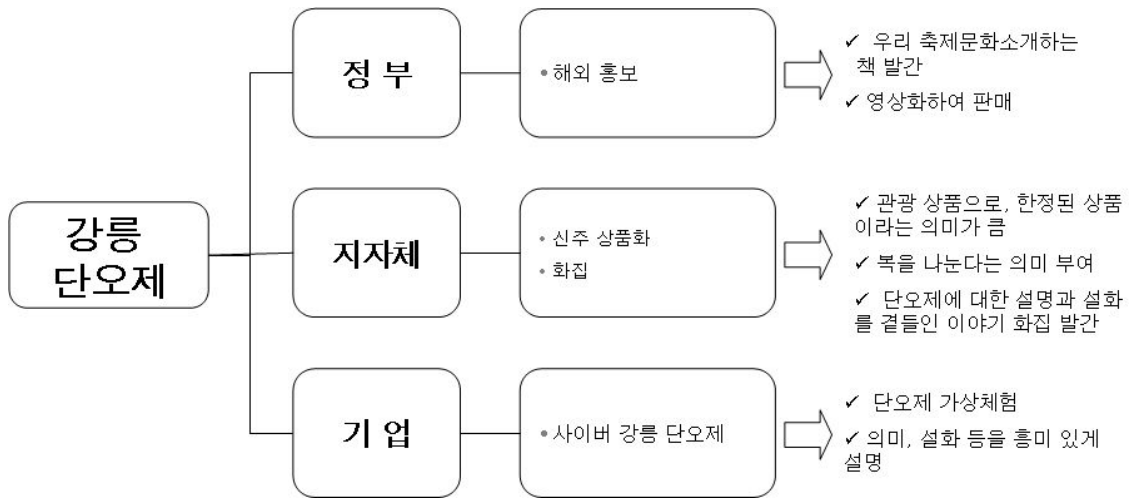 강릉
단오제
정 부
• 해외 홍보
✓ 우리 축제문화소개하는
책 발간
✓ 영상화하여 판매
지자체
• 신주 상품화
• 화집
✓ 관광 상품으로, 한정된 상품
이라는 의미가 큼
✓ 복을 나눈다는 의미 부여
✓ 단오제에 대한 설명과 설화
를 곁들인 이야기 화집 발간
기 업
• 사이버 강릉 단오제
✓ 단오제 가상체험
✓ 의미, 설화 등을 흥미 있게
설명